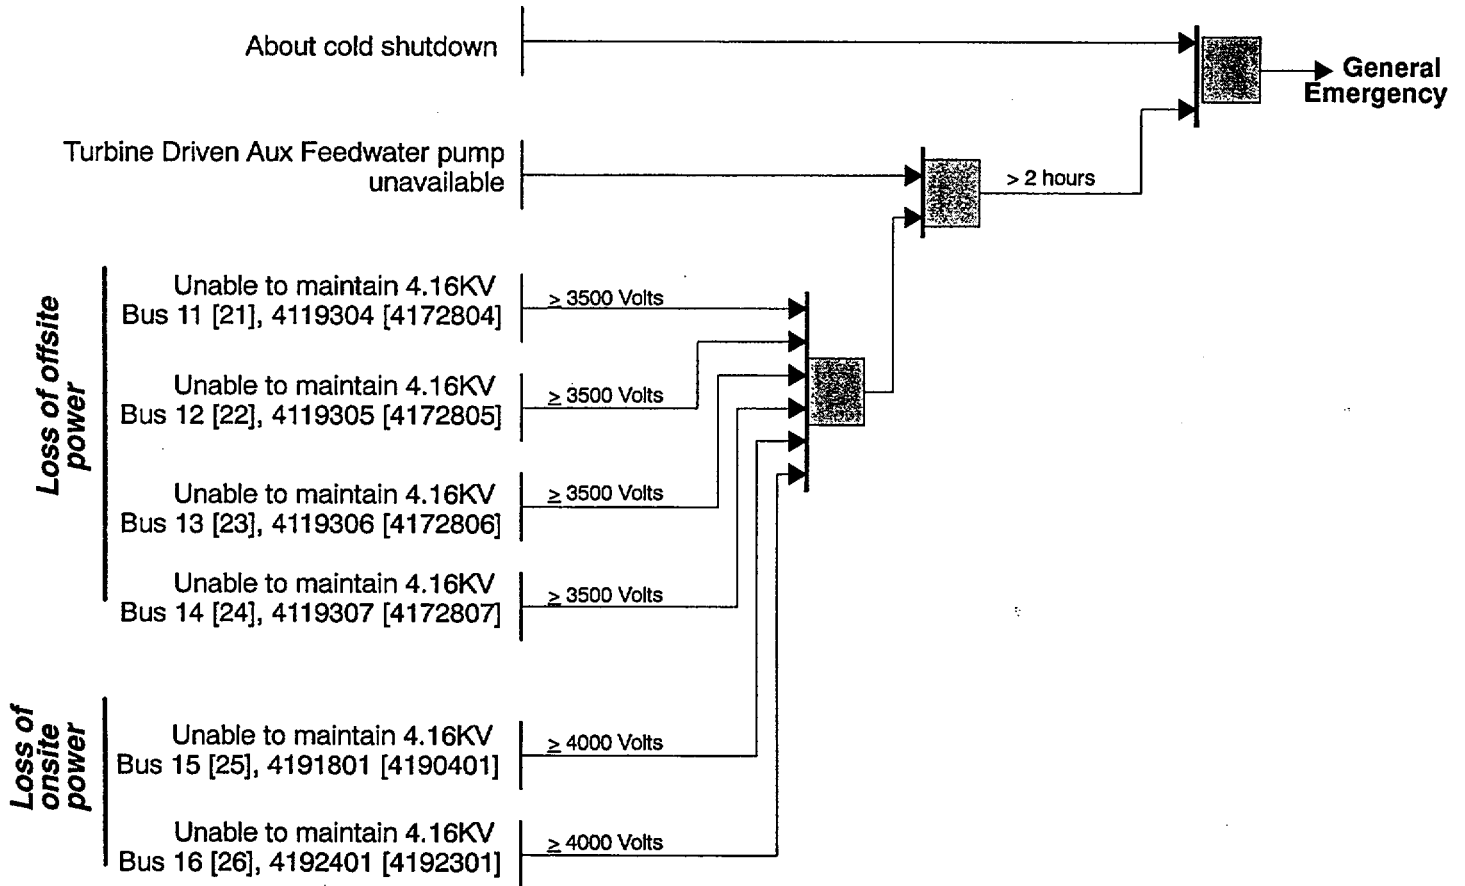 About cold shutdown
General
Emergency
Turbine Driven Aux Feedwater pump
unavailable
> 2 hours
Loss of offsite
power
Unable to maintain 4.16KV
Bus 11 [21], 4119304 [4172804]
≥ 3500 Volts
Unable to maintain 4.16KV
Bus 12 [22], 4119305 [4172805]
≥ 3500 Volts
Unable to maintain 4.16KV
Bus 13 [23], 4119306 [4172806]
≥ 3500 Volts
Unable to maintain 4.16KV
Bus 14 [24], 4119307 [4172807]
≥ 3500 Volts
Loss of
onsite
power
Unable to maintain 4.16KV
Bus 15 [25], 4191801 [4190401]
≥ 4000 Volts
Unable to maintain 4.16KV
Bus 16 [26], 4192401 [4192301]
≥ 4000 Volts